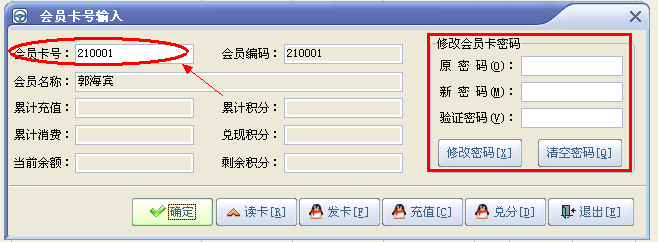 会员卡号输入
会员卡号： 210001 会员编码： 210001
会员名称： 郭海宾
累计充值： 累计积分：
累计消费： 兑现积分：
当前余额： 剩余积分：
修改会员卡密码
原 密 码(O)：
新 密 码(M)：
验证密码(V)：
修改密码[X] 清空密码[Q]
确定 读卡[R] 发卡[F] 充值[C] 兑分[D] 退出[E]